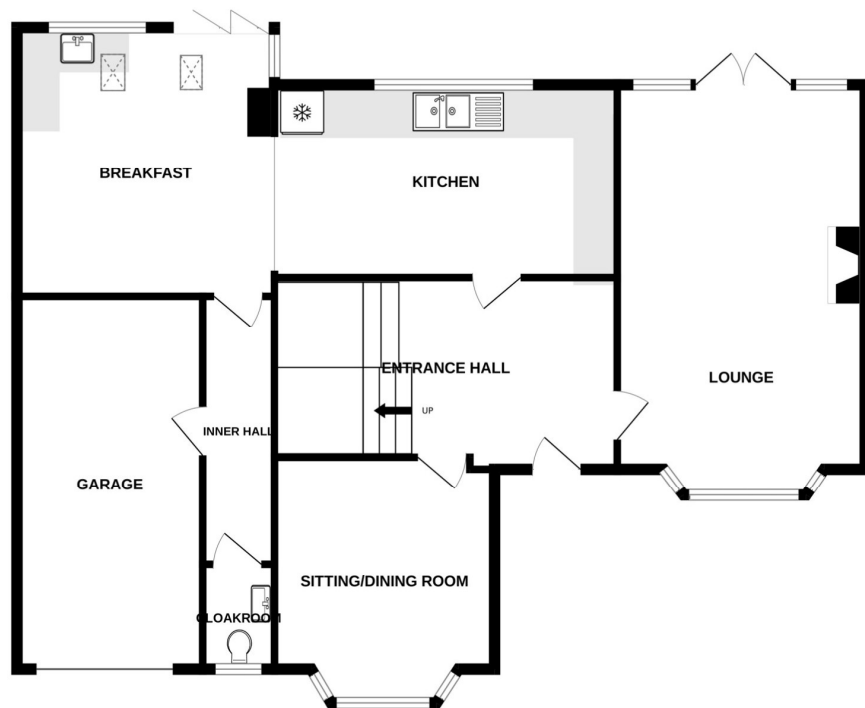 BREAKFAST
KITCHEN
ENTRANCE HALL
LOUNGE
UP
INNER HALL
GARAGE
SITTING/DINING ROOM
CLOAKROOM